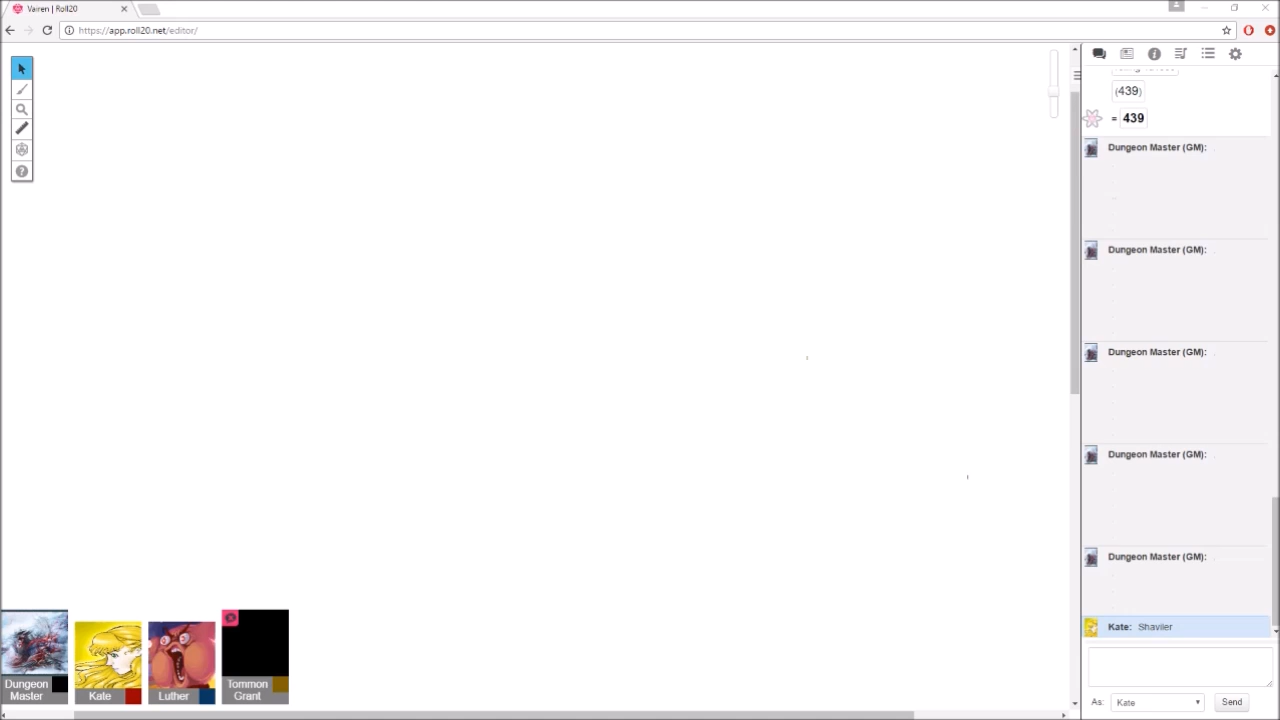 Vairen | Roll20
https://app.roll20.net/editor/
(439)
= 439
Dungeon Master (GM):
Dungeon Master (GM):
Dungeon Master (GM):
Dungeon Master (GM):
Dungeon Master (GM):
Kate: Shaviler
Dungeon
Master
Kate
Luther
Tommon
Grant
As: Kate
Send